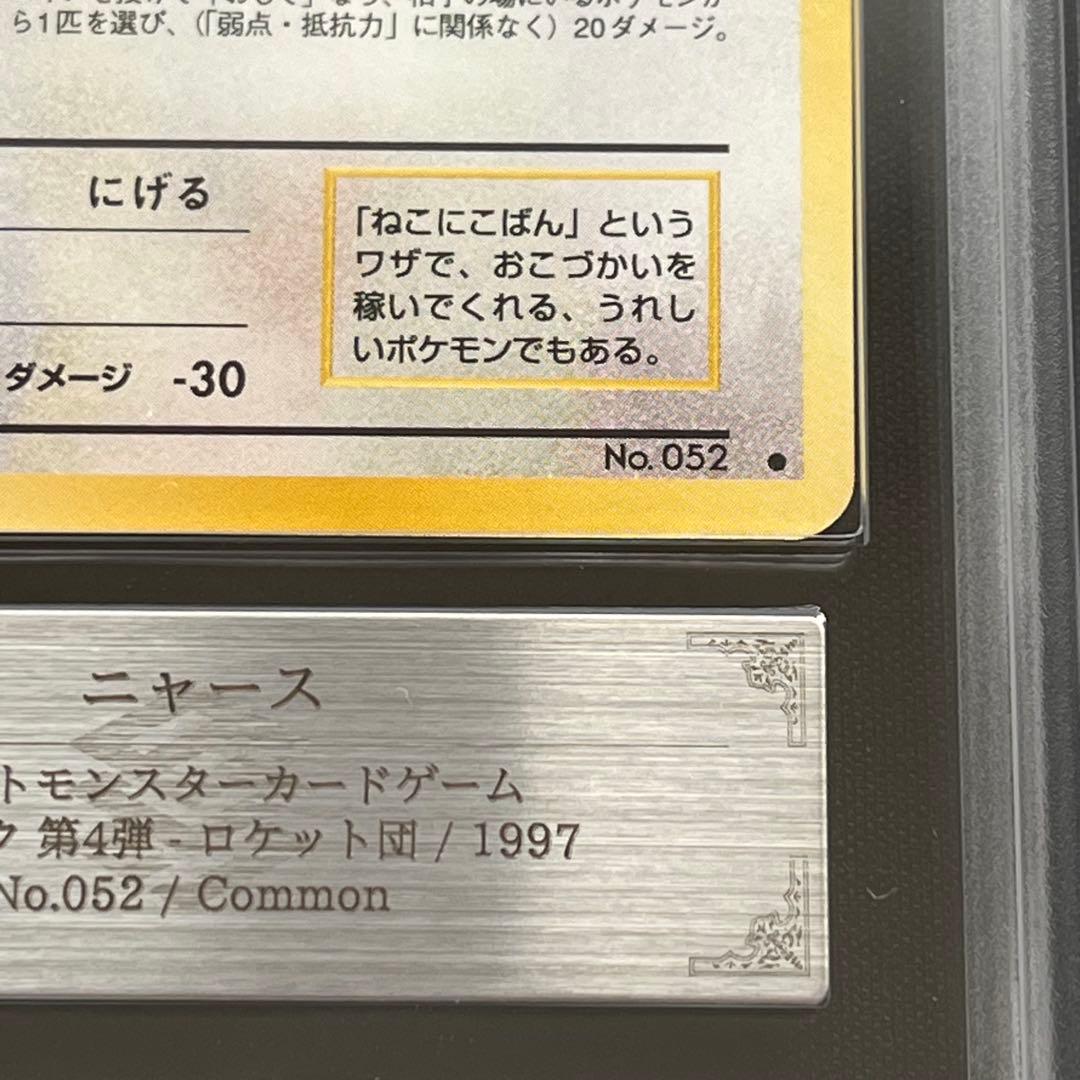 ら1匹を選び、（「弱点・抵抗力」に関係なく）20ダメージ。
にげる
「ねこにこばん」という
ワザで、おこづかいを
稼いでくれる、うれし
いポケモンでもある。
ダメージ -30
No. 052 ●
ニャース
トモンスターカードゲーム
ク 第4弾 - ロケット団 / 1997
No.052 / Common